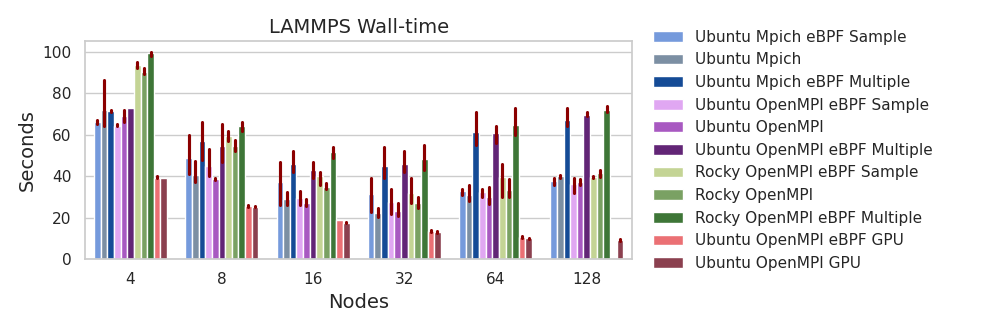 LAMMPS Wall-time
100
80
60
40
20
0
Seconds
4 8 16 32 64 128
Nodes
Ubuntu Mpich eBPF Sample
Ubuntu Mpich
Ubuntu Mpich eBPF Multiple
Ubuntu OpenMPI eBPF Sample
Ubuntu OpenMPI
Ubuntu OpenMPI eBPF Multiple
Rocky OpenMPI eBPF Sample
Rocky OpenMPI
Rocky OpenMPI eBPF Multiple
Ubuntu OpenMPI eBPF GPU
Ubuntu OpenMPI GPU